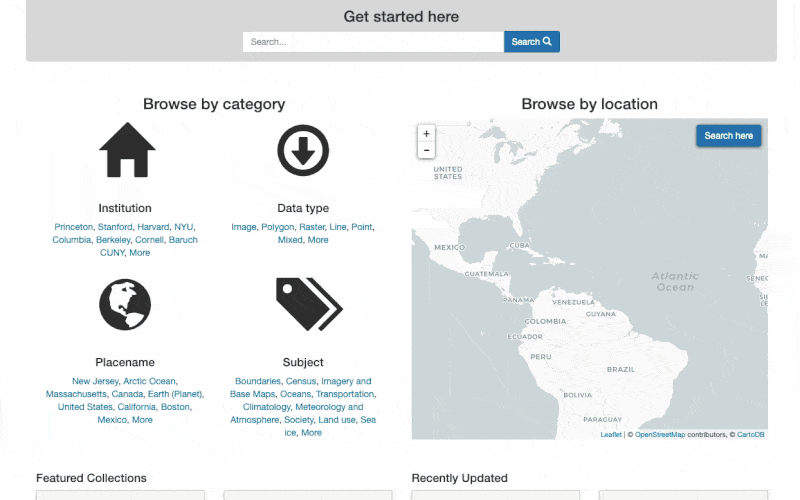 Get started here
Search...
Search
Browse by category
Institution
Princeton, Stanford, Harvard, NYU,
Columbia, Berkeley, Cornell, Baruch
CUNY, More
Data type
Image, Polygon, Raster, Line, Point,
Mixed, More
Placename
New Jersey, Arctic Ocean,
Massachusetts, Canada, Earth (Planet),
United States, California, Boston,
Mexico, More
Subject
Boundaries, Census, Imagery and
Base Maps, Oceans, Transportation,
Climatology, Meteorology and
Atmosphere, Society, Land use, Sea
ice, More
Browse by location
+
-
Search here
UNITED
STATES
MEXICO
CUBA
GUATEMALA
PANAMA
VENEZUELA
GUYANA
COLOMBIA
ECUADOR
PERU
BRAZIL
BOLIVIA
PARAGUAY
Atlantic
Ocean
MA
SENEG
SIE
LE
Leaflet | © OpenStreetMap contributors, © CartoDB
Featured Collections
Recently Updated